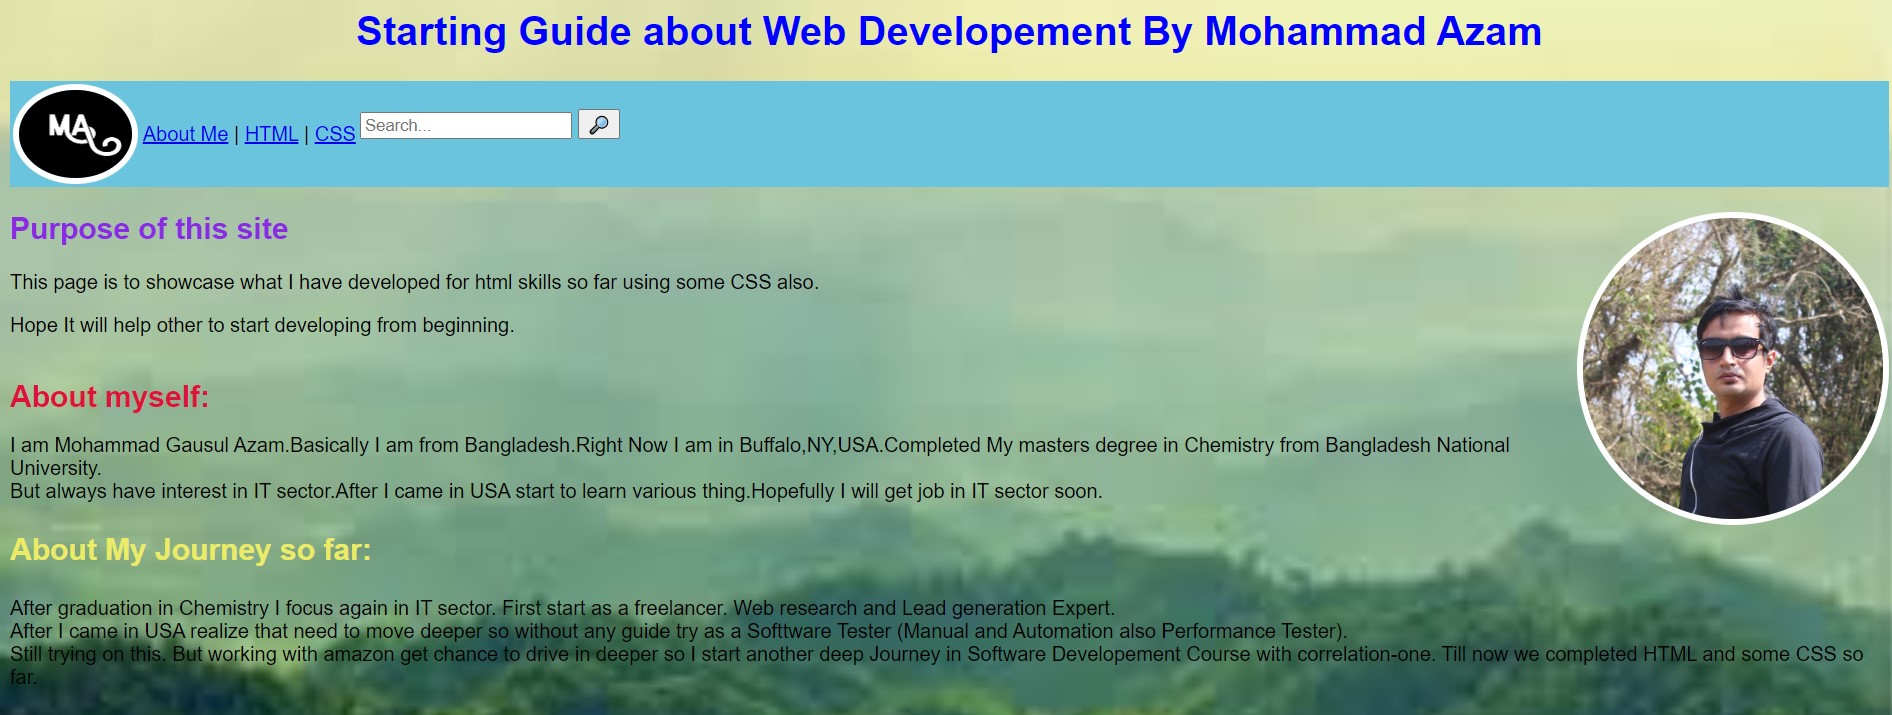 Starting Guide about Web Developement By Mohammad Azam
MA
About Me | HTML | CSS Search...
Purpose of this site
This page is to showcase what I have developed for html skills so far using some CSS also.
Hope It will help other to start developing from beginning.
About myself:
I am Mohammad Gausul Azam.Basically I am from Bangladesh.Right Now I am in Buffalo,NY,USA.Completed My masters degree in Chemistry from Bangladesh National
University.
But always have interest in IT sector.After I came in USA start to learn various thing.Hopefully I will get job in IT sector soon.
About My Journey so far:
After graduation in Chemistry I focus again in IT sector. First start as a freelancer. Web research and Lead generation Expert.
After I came in USA realize that need to move deeper so without any guide try as a Softtware Tester (Manual and Automation also Performance Tester).
Still trying on this. But working with amazon get chance to drive in deeper so I start another deep Journey in Software Developement Course with correlation-one. Till now we completed HTML and some CSS so
far.